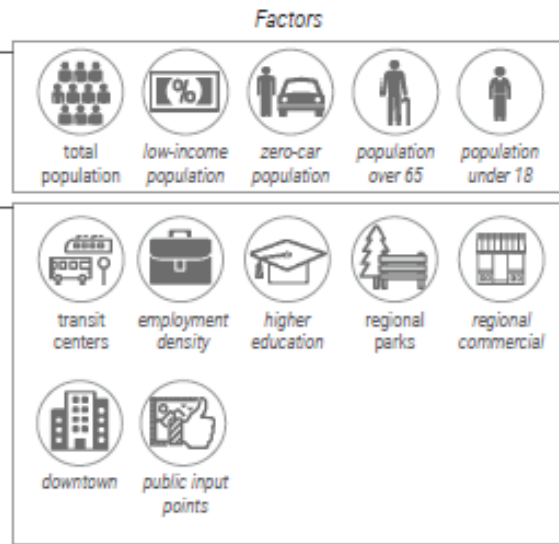 Factors
total
population
low-income
population
zero-car
population
population
over 65
population
under 18
transit
centers
employment
density
higher
education
regional
parks
regional
commercial
downtown
public input
points
%